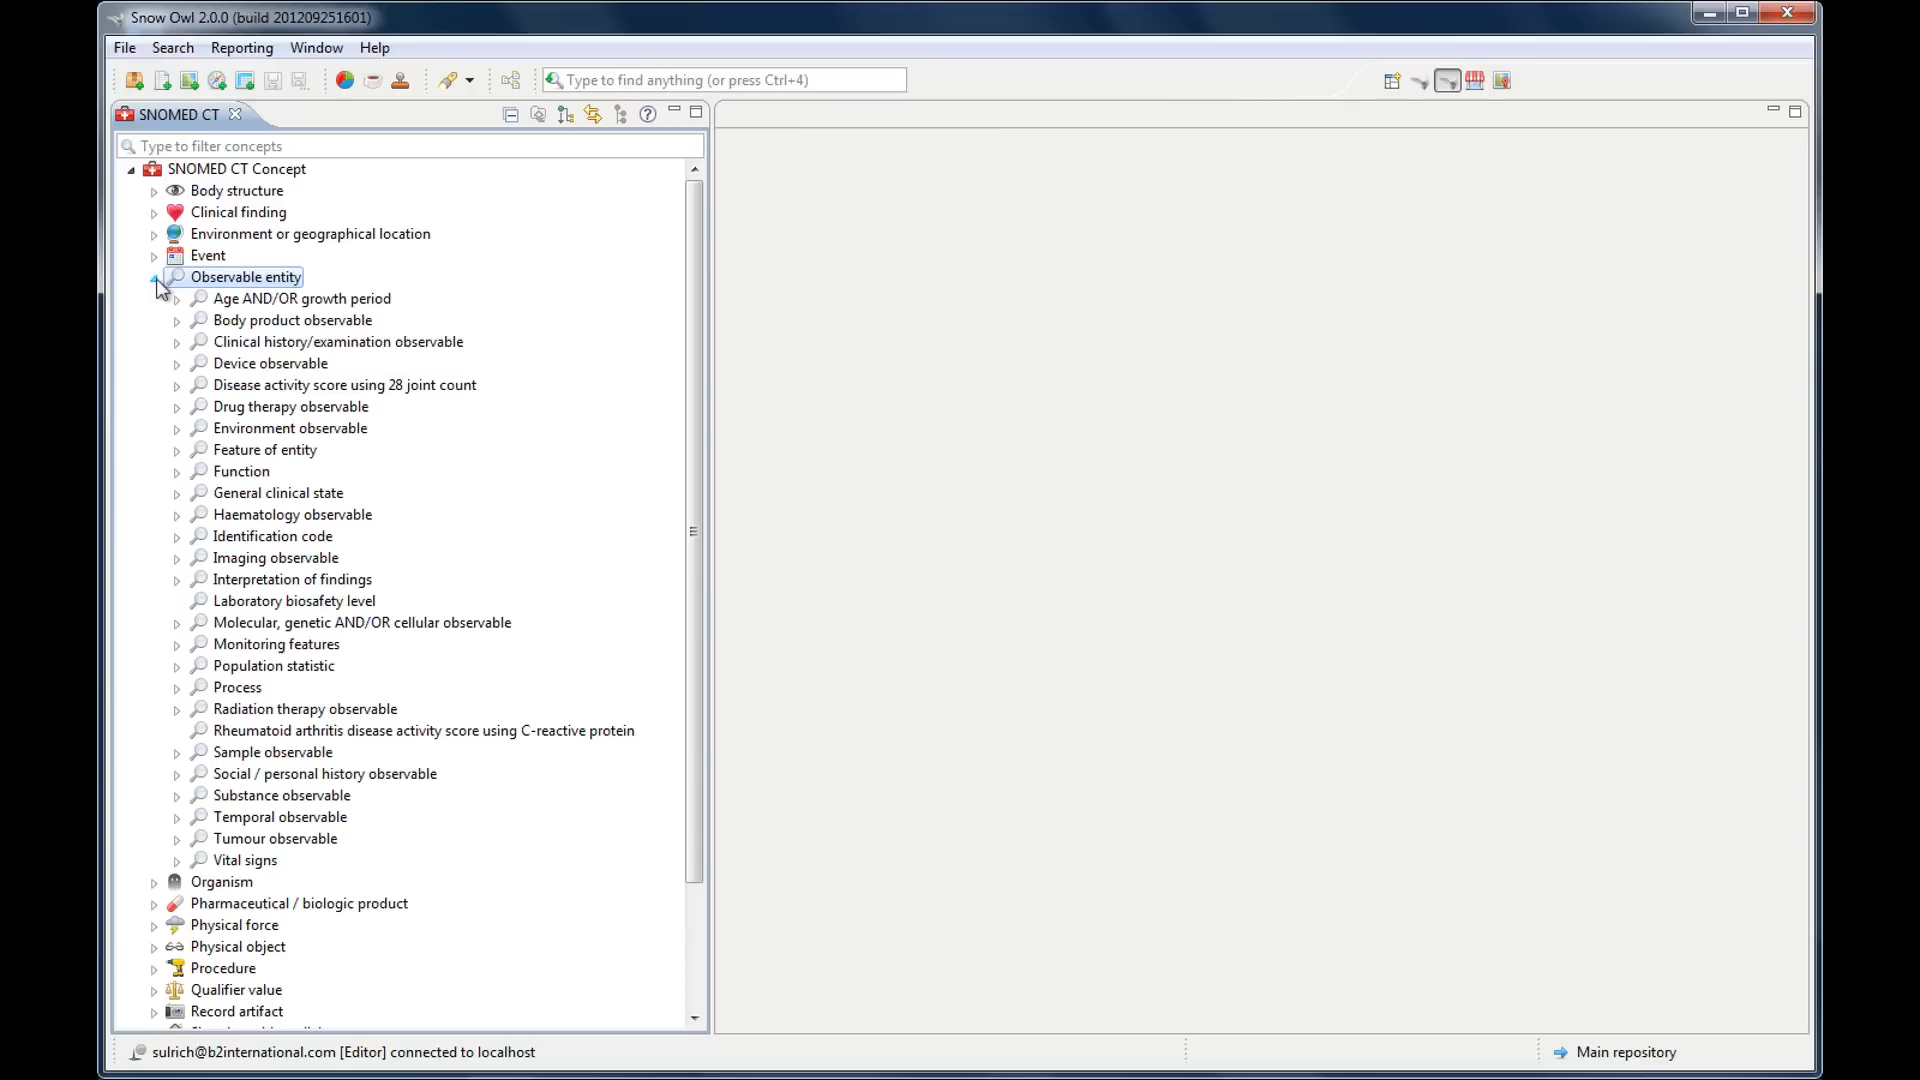 Snow Owl 2.0.0 (build 201209251601)
File Search Reporting Window Help
Type to find anything (or press Ctrl+4)
SNOMED CT
Type to filter concepts
SNOMED CT Concept
Body structure
Clinical finding
Environment or geographical location
Event
Observable entity
Age AND/OR growth period
Body product observable
Clinical history/examination observable
Device observable
Disease activity score using 28 joint count
Drug therapy observable
Environment observable
Feature of entity
Function
General clinical state
Haematology observable
Identification code
Imaging observable
Interpretation of findings
Laboratory biosafety level
Molecular, genetic AND/OR cellular observable
Monitoring features
Population statistic
Process
Radiation therapy observable
Rheumatoid arthritis disease activity score using C-reactive protein
Sample observable
Social / personal history observable
Substance observable
Temporal observable
Tumour observable
Vital signs
Organism
Pharmaceutical / biologic product
Physical force
Physical object
Procedure
Qualifier value
Record artifact
sulrich@b2international.com [Editor] connected to localhost
Main repository